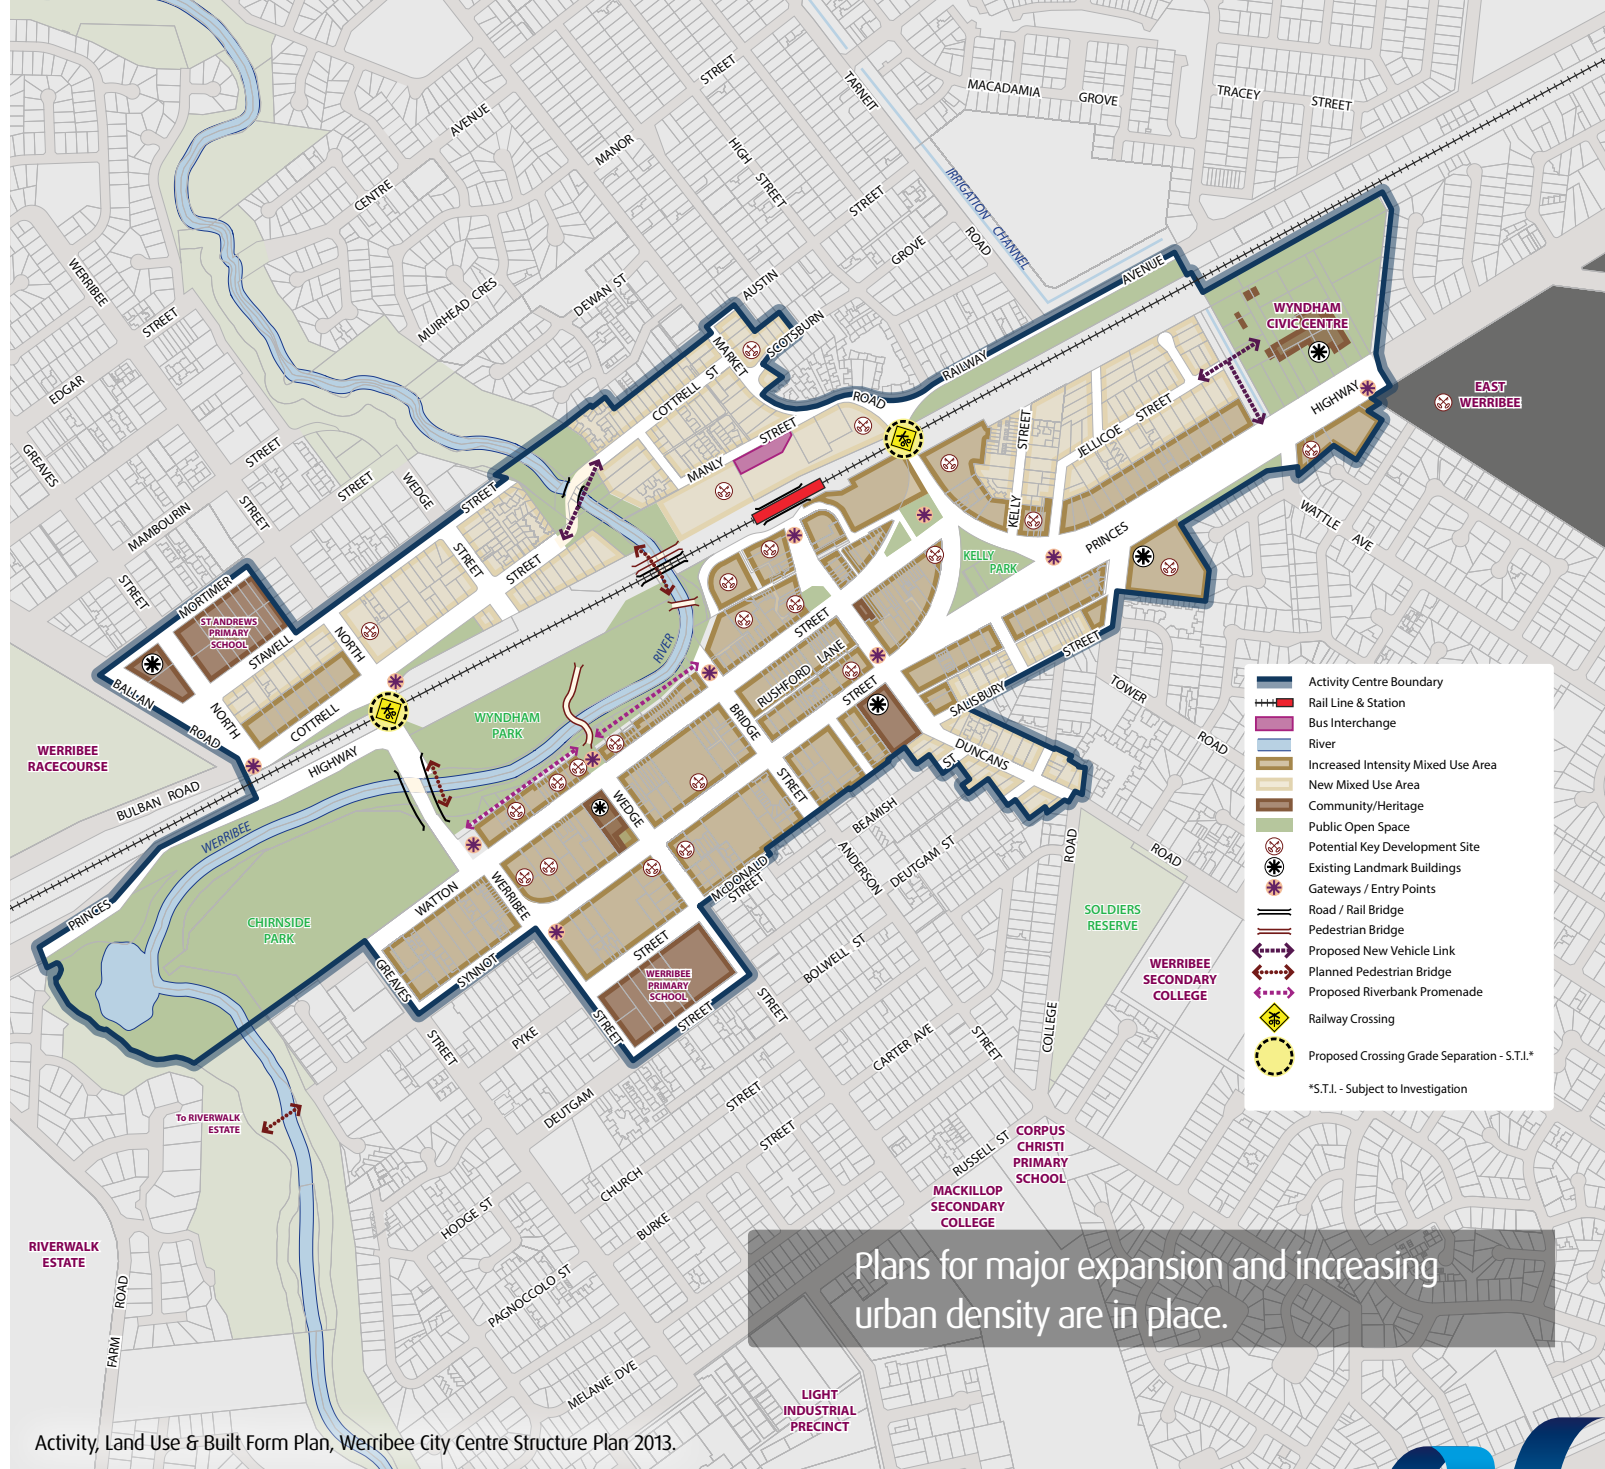 STREET
TARNEIT
MACADAMIA
GROVE
TRACEY
STREET
AVENUE
MANOR
HIGH
STREET
CENTRE
STREET
IRRIGATION CHANNEL
ROAD
GROVE
WERRIBEE
STREET
MUIRHEAD CRES
DEWAN ST
AUSTIN
SCOTSBURN
AVENUE
WYNDHAM
CIVIC CENTRE
MARKET
COTTRELL ST
RAILWAY
ROAD
EDGAR
GREAVES
STREET
STREET
WEDGE
MAMBOURIN
STREET
STREET
MANLY
STREET
STREET
KELLY
JELLICOE
STREET
HIGHWAY
EAST
WERRIBEE
PRINCES
WATTLE
AVE
KELLY
PARK
STREET
MORTIMER
STREET
STREET
ST ANDREWS
PRIMARY
SCHOOL
STAWELL
NORTH
BALLAN
ROAD
NORTH
COTTRELL
HIGHWAY
RIVER
STREET
RUSHFORD LANE
STREET
BRIDGE
STREET
SALISBURY
STREET
DUNCANS
ST
TOWER
ROAD
WYNDHAM
PARK
WERRIBEE
RACECOURSE
BULBAN ROAD
WERRIBEE
WEDGE
BEAMISH
ANDERSON
DEUTGAM ST
ROAD
ROAD
McDONALD
STREET
PRINCES
CHIRNSIDE
PARK
WATTON
WERRIBEE
GREAVES
SYNNOT
STREET
WERRIBEE
PRIMARY
SCHOOL
STREET
STREET
STREET
BOLWELL ST
SOLDIERS
RESERVE
WERRIBEE
SECONDARY
COLLEGE
COLLEGE
STREET
PYKE
STREET
CARTER AVE
DEUTGAM
STREET
STREET
To RIVERWALK
ESTATE
CHURCH
BURKE
HODGE ST
RUSSELL ST
CORPUS
CHRISTI
PRIMARY
SCHOOL
MACKILLOP
SECONDARY
COLLEGE
RIVERWALK
ESTATE
ROAD
FARM
PAGNOCCOLO ST
MELANIE DVE
LIGHT
INDUSTRIAL
PRECINCT
Activity Centre Boundary
Rail Line & Station
Bus Interchange
River
Increased Intensity Mixed Use Area
New Mixed Use Area
Community/Heritage
Public Open Space
Potential Key Development Site
Existing Landmark Buildings
Gateways / Entry Points
Road / Rail Bridge
Pedestrian Bridge
Proposed New Vehicle Link
Planned Pedestrian Bridge
Proposed Riverbank Promenade
Railway Crossing
Proposed Crossing Grade Separation - S.T.I.*
*S.T.I. - Subject to Investigation
Plans for major expansion and increasing
urban density are in place.
Activity, Land Use & Built Form Plan, Werribee City Centre Structure Plan 2013.